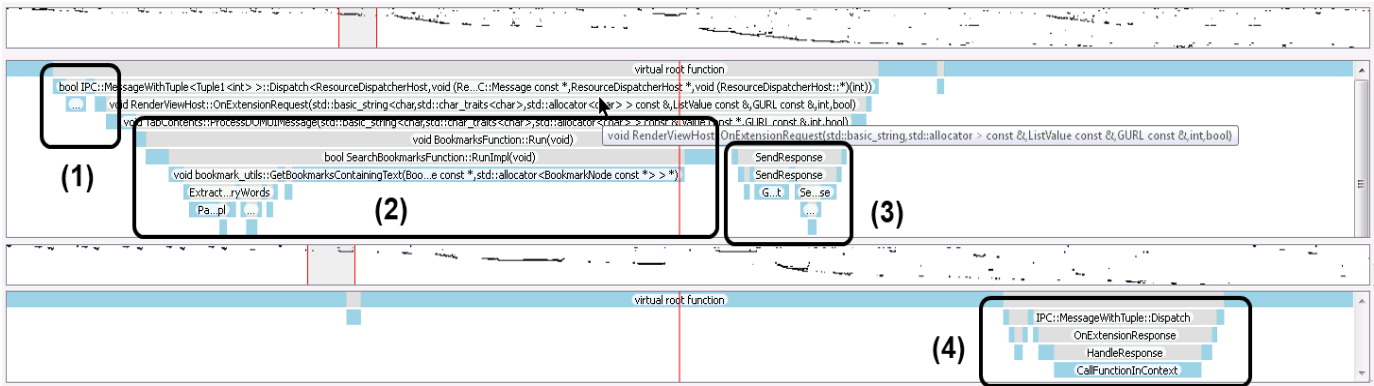 virtual root function
bool IPC::MessageWithTuple<Tuple1<int> >::Dispatch<ResourceDispatcherHost,void (Re...C::Message const *,ResourceDispatcherHost *,void (ResourceDispatcherHost::*)(int))
... void RenderViewHost::OnExtensionRequest(std::basic_string<char,std::char_traits<char>,std::allocator<char> > const &,ListValue const &,GURL const &,int,bool)
void TabContents::ProcessDOMUIMessage(std::basic_string<char,std::char_traits<char>,std::allocator<char> > const &,ListValue const *,GURL const &,int,bool)
void BookmarksFunction::Run(void) void RenderViewHost::OnExtensionRequest(std::basic_string,std::allocator > const &,ListValue const &,GURL const &,int,bool)
bool SearchBookmarksFunction::RunImpl(void) SendResponse
(1) void bookmark_utils::GetBookmarksContainingText(Boo...e const *,std::allocator<BookmarkNode const *> > *) SendResponse
Extract...ryWords G...t Se...se
Pa...pl ... (2) ... (3)
virtual root function
IPC::MessageWithTuple::Dispatch
OnExtensionResponse
(4) HandleResponse
CallFunctionInContext